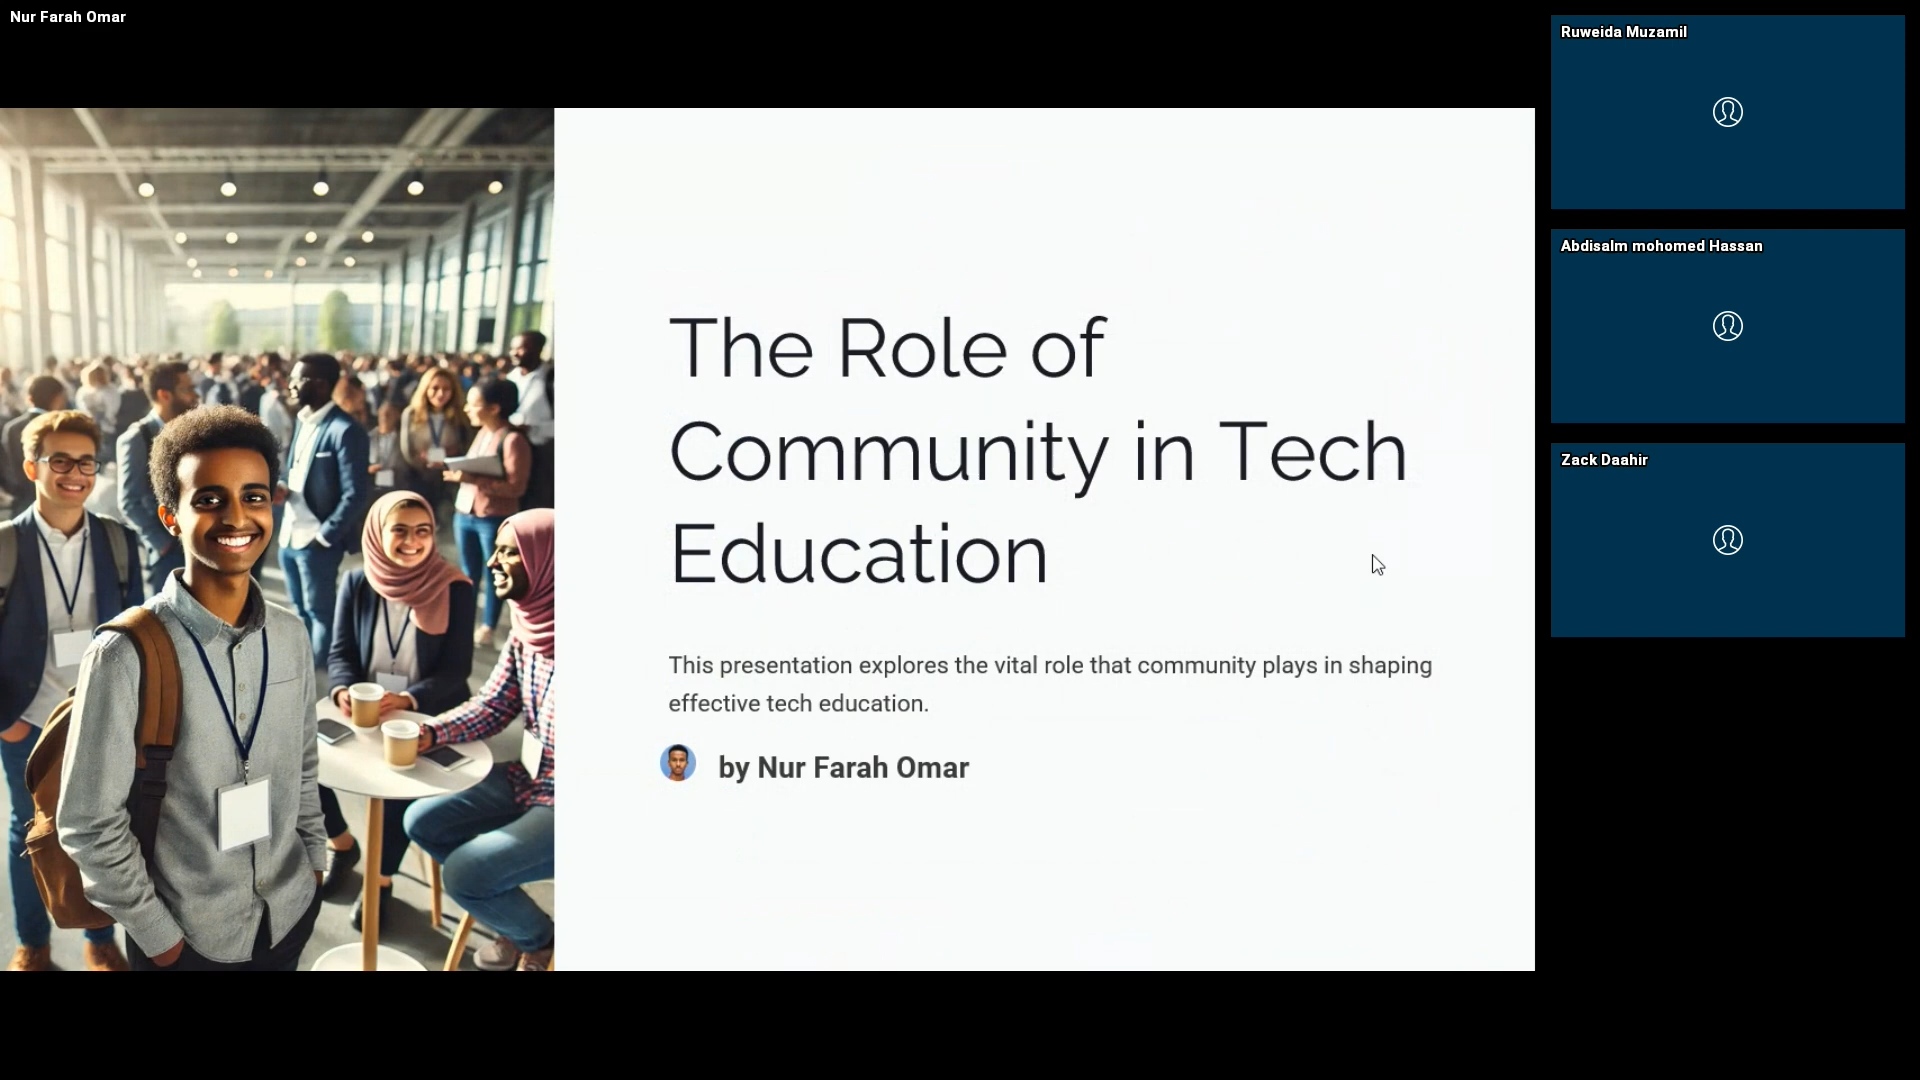 Nur Farah Omar
Ruweida Muzamil
Abdisalm mohomed Hassan
Zack Daahir
The Role of
Community in Tech
Education
This presentation explores the vital role that community plays in shaping
effective tech education.
by Nur Farah Omar